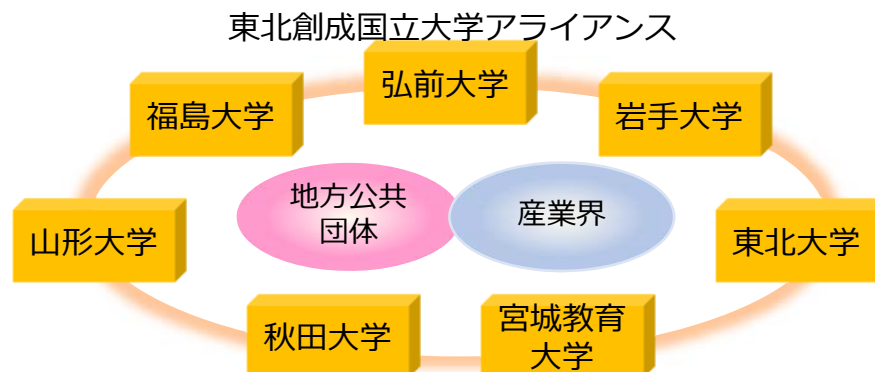 東北創成国立大学アライアンス
弘前大学
福島大学
岩手大学
地方公共
団体
産業界
山形大学
東北大学
秋田大学
宮城教育
大学